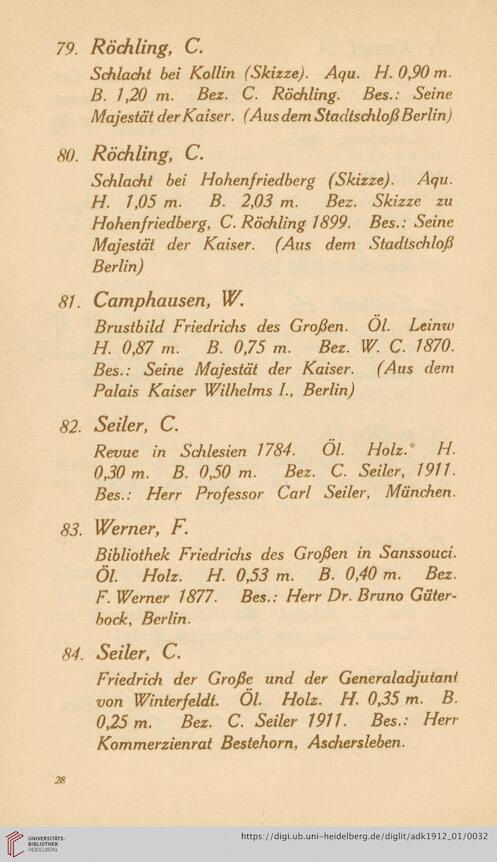 79. Röchling, C.
Schlacht bei Kollin (Skizze). Aqu. H. 0,90 m.
B. 1,20 m. Bez. C. Röchling. Bes.: Seine
Majestät der Kaiser. (Aus dem Stadtschloß Berlin)
80. Röchling, C.
Schlacht bei Hohenfriedberg (Skizze). Aqu.
H. 1,05 m. B. 2,03 m. Bez. Skizze zu
Hohenfriedberg, C. Röchling 1899. Bes.: Seine
Majestät der Kaiser. (Aus dem Stadtschloß
Berlin)
81. Camphausen, W.
Brustbild Friedrichs des Großen. Öl. Leinw
H. 0,87 m. B. 0,75 m. Bez. W. C. 1870.
Bes.: Seine Majestät der Kaiser. (Aus dem
Palais Kaiser Wilhelms I., Berlin)
82. Seiler, C.
Revue in Schlesien 1784. Öl. Holz. H.
0,30 m. B. 0,50 m. Bez. C. Seiler, 1911.
Bes.: Herr Professor Carl Seiler, München.
83. Werner, F.
Bibliothek Friedrichs des Großen in Sanssouci.
Öl. Holz. H. 0,53 m. B. 0,40 m. Bez.
F. Werner 1877. Bes.: Herr Dr. Bruno Güter-
bock, Berlin.
84. Seiler, C.
Friedrich der Große und der Generaladjutant
von Winterfeldt. Öl. Holz. H. 0,35 m. B.
0,25 m. Bez. C. Seiler 1911. Bes.: Herr
Kommerzienrat Bestehorn, Aschersleben.
28
UNIVERSITÄTS-
BIBLIOTHEK
HEIDELBERG
https://digi.ub.uni-heidelberg.de/diglit/adk1912_01/0032